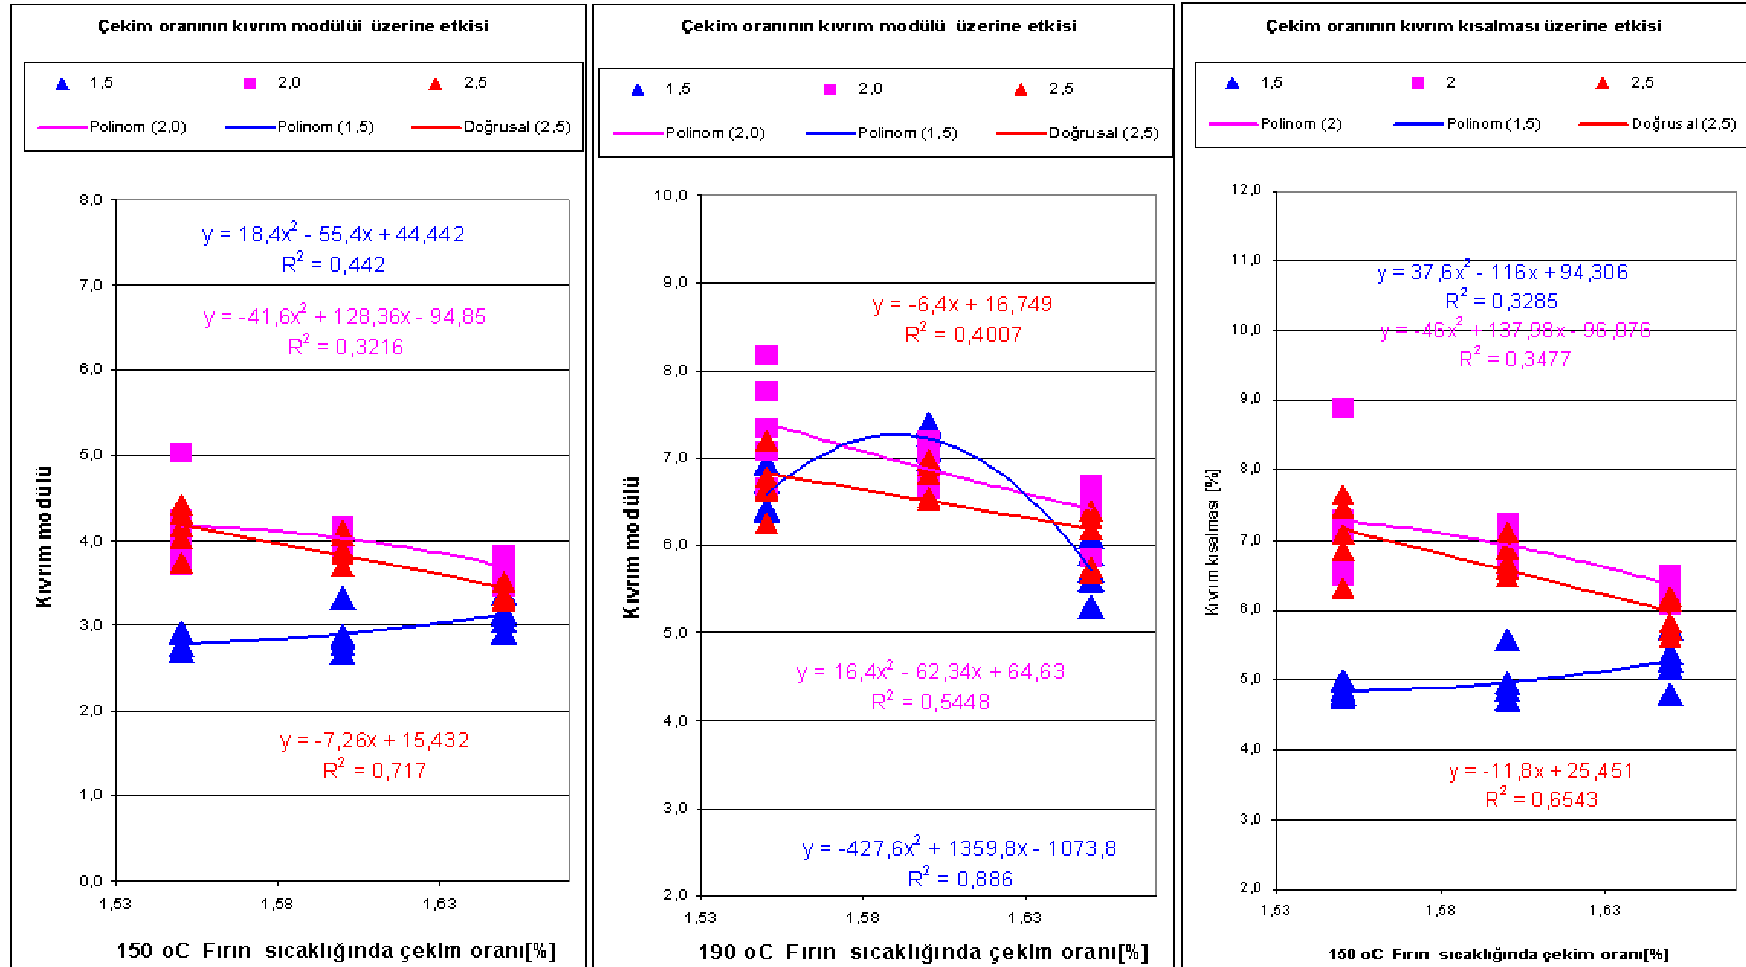 Çekim oranının kıvrım modülüi üzerine etkisi
1,5
2,0
2,5
Polinom (2,0)
Polinom (1,5)
Doğrusal (2,5)
8,0
7,0
6,0
5,0
4,0
3,0
2,0
1,0
0,0
y = 18,4x² - 55,4x + 44,442
R² = 0,442
y = -41,6x² + 128,36x - 94,85
R² = 0,3216
y = -7,26x + 15,432
R² = 0,717
Kıvrım modülü
1,53
1,58
1,63
150 oC Fırın sıcaklığında çekim oranı[%]
Çekim oranının kıvrım modülü üzerine etkisi
1,5
2,0
2,5
Polinom (2,0)
Polinom (1,5)
Doğrusal (2,5)
10,0
9,0
8,0
7,0
6,0
5,0
4,0
3,0
2,0
y = -6,4x + 16,749
R² = 0,4007
y = 16,4x² - 62,34x + 64,63
R² = 0,5448
y = -427,6x² + 1359,8x - 1073,8
R² = 0,886
Kıvrım modülü
1,53
1,58
1,63
190 oC Fırın sıcaklığında çekim oranı[%]
Çekim oranının kıvrım kısalması üzerine etkisi
1,5
2
2,5
Polinom (2)
Polinom (1,5)
Doğrusal (2,5)
12,0
11,0
10,0
9,0
8,0
7,0
6,0
5,0
4,0
3,0
2,0
y = 37,6x² - 116x + 94,306
R² = 0,3285
y = -46x² + 137,98x - 96,076
R² = 0,3477
y = -11,8x + 25,451
R² = 0,6543
Kıvrım kısalması [%]
1,53
1,58
1,63
150 oC Fırın sıcaklığında çekim oranı[%]